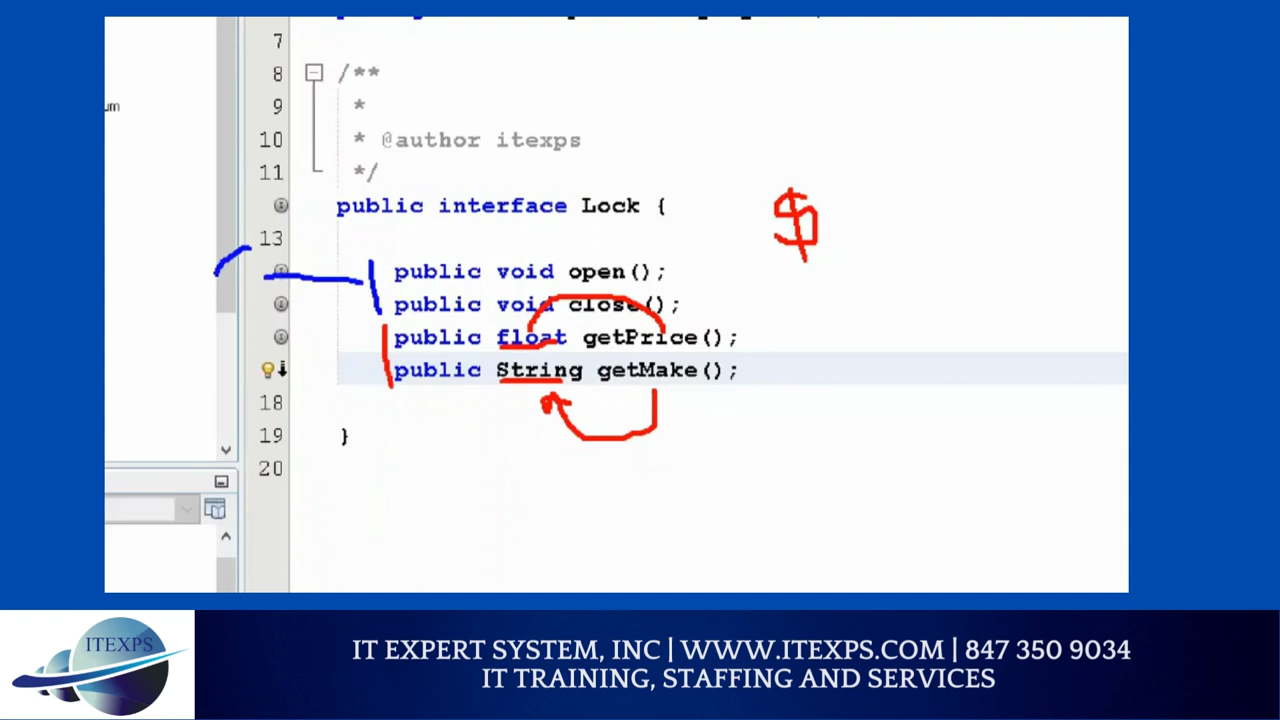 um
7
8 /**
9 *
10 * @author itexps
11 */
public interface Lock {
13
public void open();
public void close();
public float getPrice();
public String getMake();
18
19 }
20
$
ITEXPS
IT EXPERT SYSTEM, INC | WWW.ITEXPS.COM | 847 350 9034
IT TRAINING, STAFFING AND SERVICES